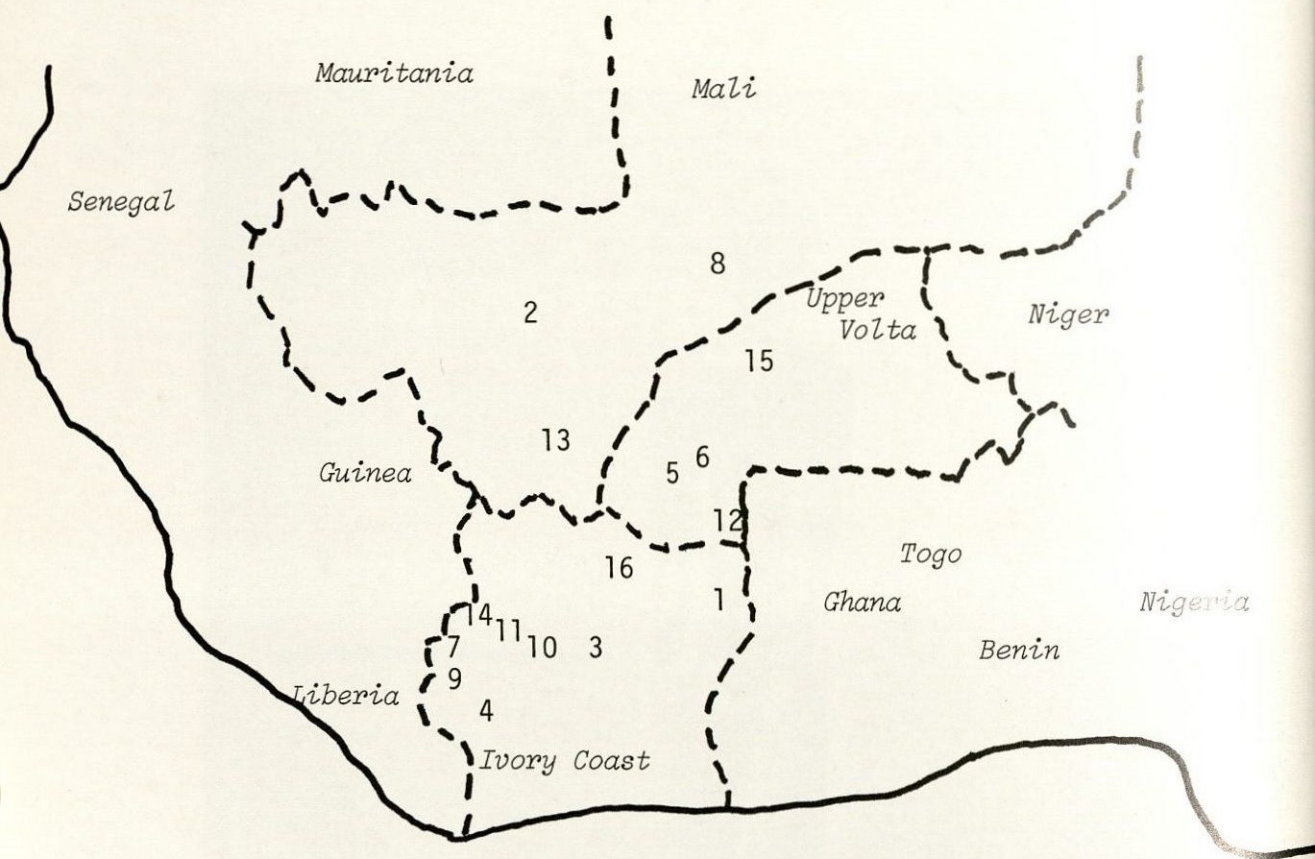 Mauritania
Mali
Senegal
8
2
Upper
Volta
Niger
15
13
Guinea
5
6
12
Togo
16
1
Ghana
Nigeria
14
11
7
10
3
Benin
9
Liberia
4
Ivory Coast